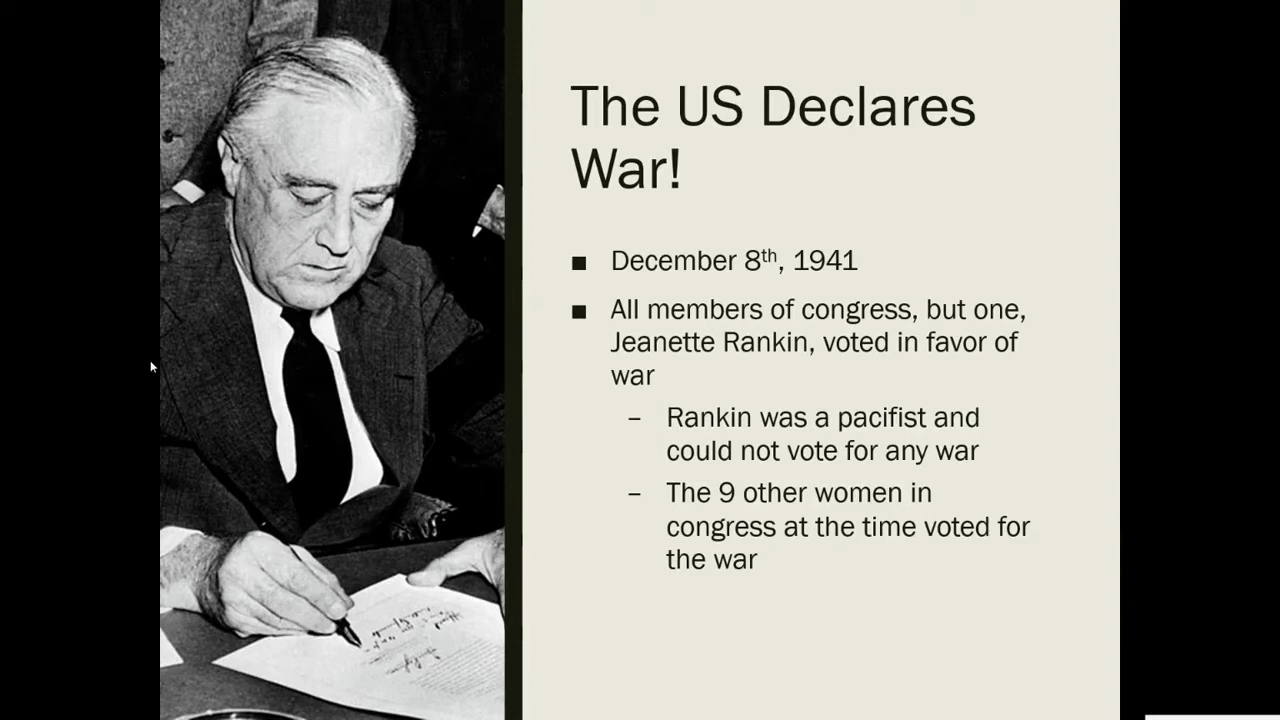 The US Declares
War!
■ December 8th, 1941
■ All members of congress, but one,
Jeanette Rankin, voted in favor of
war
– Rankin was a pacifist and
could not vote for any war
– The 9 other women in
congress at the time voted for
the war